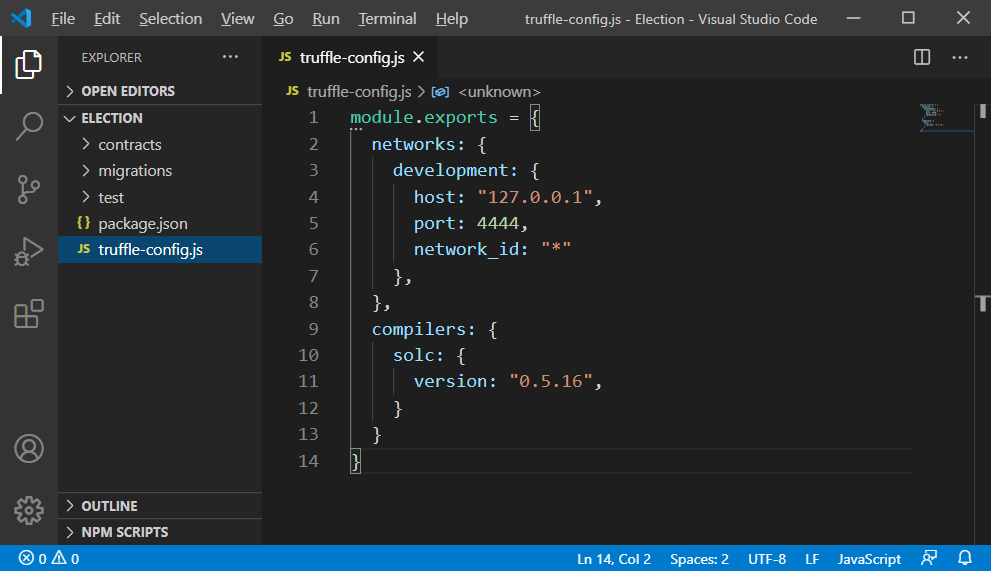 File Edit Selection View Go Run Terminal Help truffle-config.js - Election - Visual Studio Code
EXPLORER
OPEN EDITORS
ELECTION
contracts
migrations
test
{} package.json
JS truffle-config.js
OUTLINE
NPM SCRIPTS
JS truffle-config.js
JS truffle-config.js > <unknown>
1 module.exports = {
2 networks: {
3 development: {
4 host: "127.0.0.1",
5 port: 4444,
6 network_id: "*"
7 },
8 },
9 compilers: {
10 solc: {
11 version: "0.5.16",
12 }
13 }
14 }
0 0 Ln 14, Col 2 Spaces: 2 UTF-8 LF JavaScript